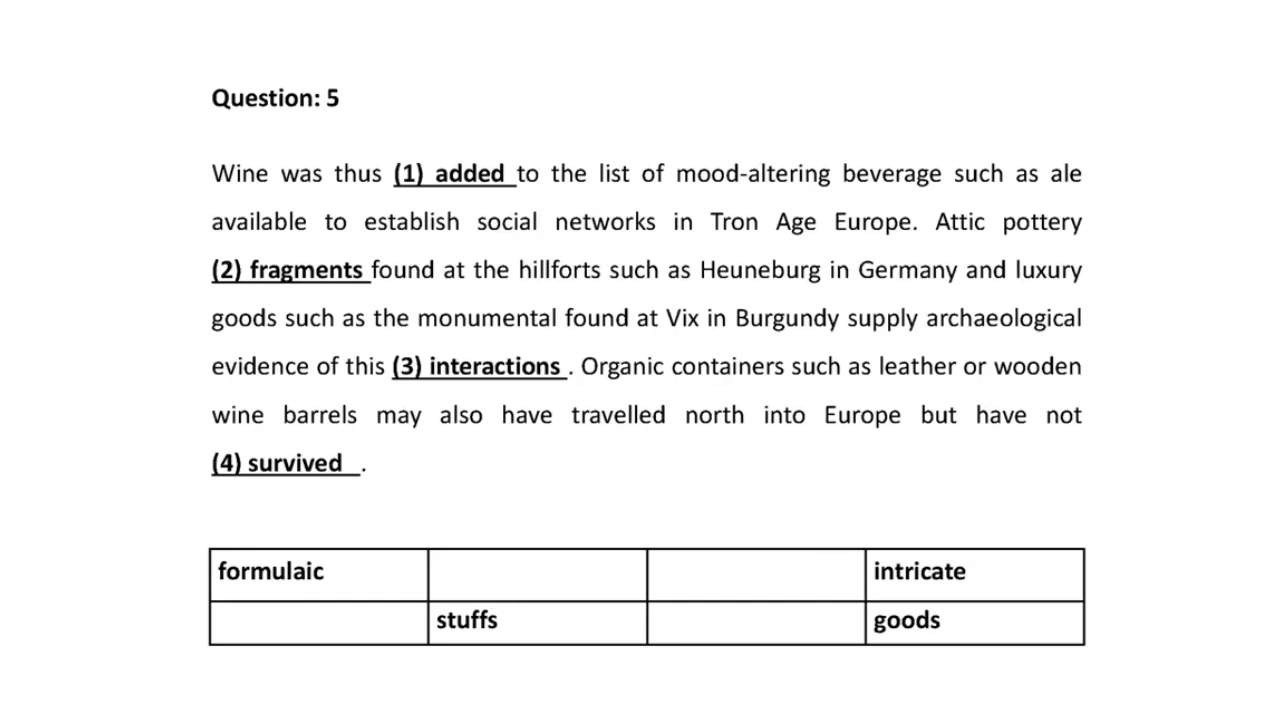 Question: 5
Wine was thus (1) added to the list of mood-altering beverage such as ale
available to establish social networks in Tron Age Europe. Attic pottery
(2) fragments found at the hillforts such as Heuneburg in Germany and luxury
goods such as the monumental found at Vix in Burgundy supply archaeological
evidence of this (3) interactions . Organic containers such as leather or wooden
wine barrels may also have travelled north into Europe but have not
(4) survived .
formulaic intricate
stuffs goods